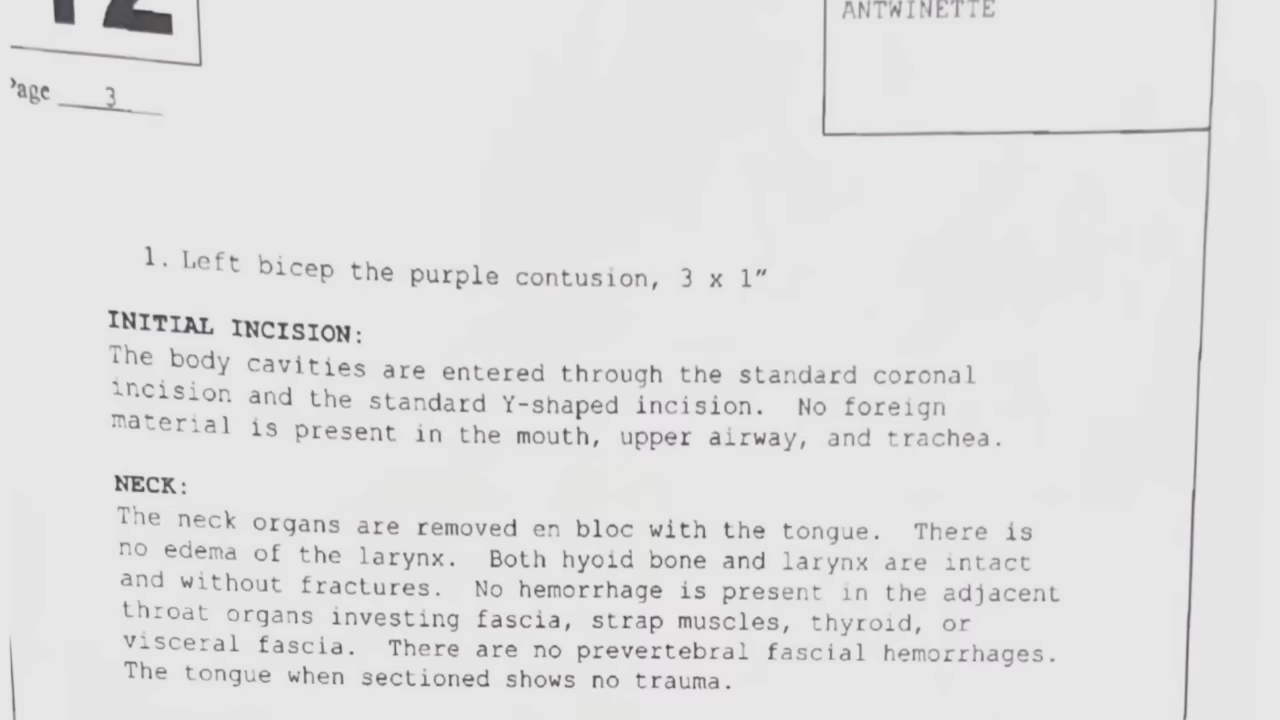 12
ANTWINETTE
Page 3
1. Left bicep the purple contusion, 3 x 1"
INITIAL INCISION:
The body cavities are entered through the standard coronal
incision and the standard Y-shaped incision. No foreign
material is present in the mouth, upper airway, and trachea.
NECK:
The neck organs are removed en bloc with the tongue. There is
no edema of the larynx. Both hyoid bone and larynx are intact
and without fractures. No hemorrhage is present in the adjacent
throat organs investing fascia, strap muscles, thyroid, or
visceral fascia. There are no prevertebral fascial hemorrhages.
The tongue when sectioned shows no trauma.